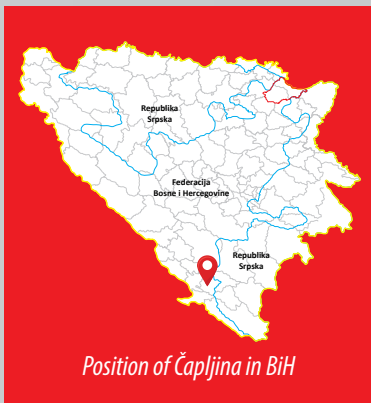 Republika
Srpska
Federacija
Bosne i Hercegovine
Republika
Srpska
Position of Čapljina in BiH